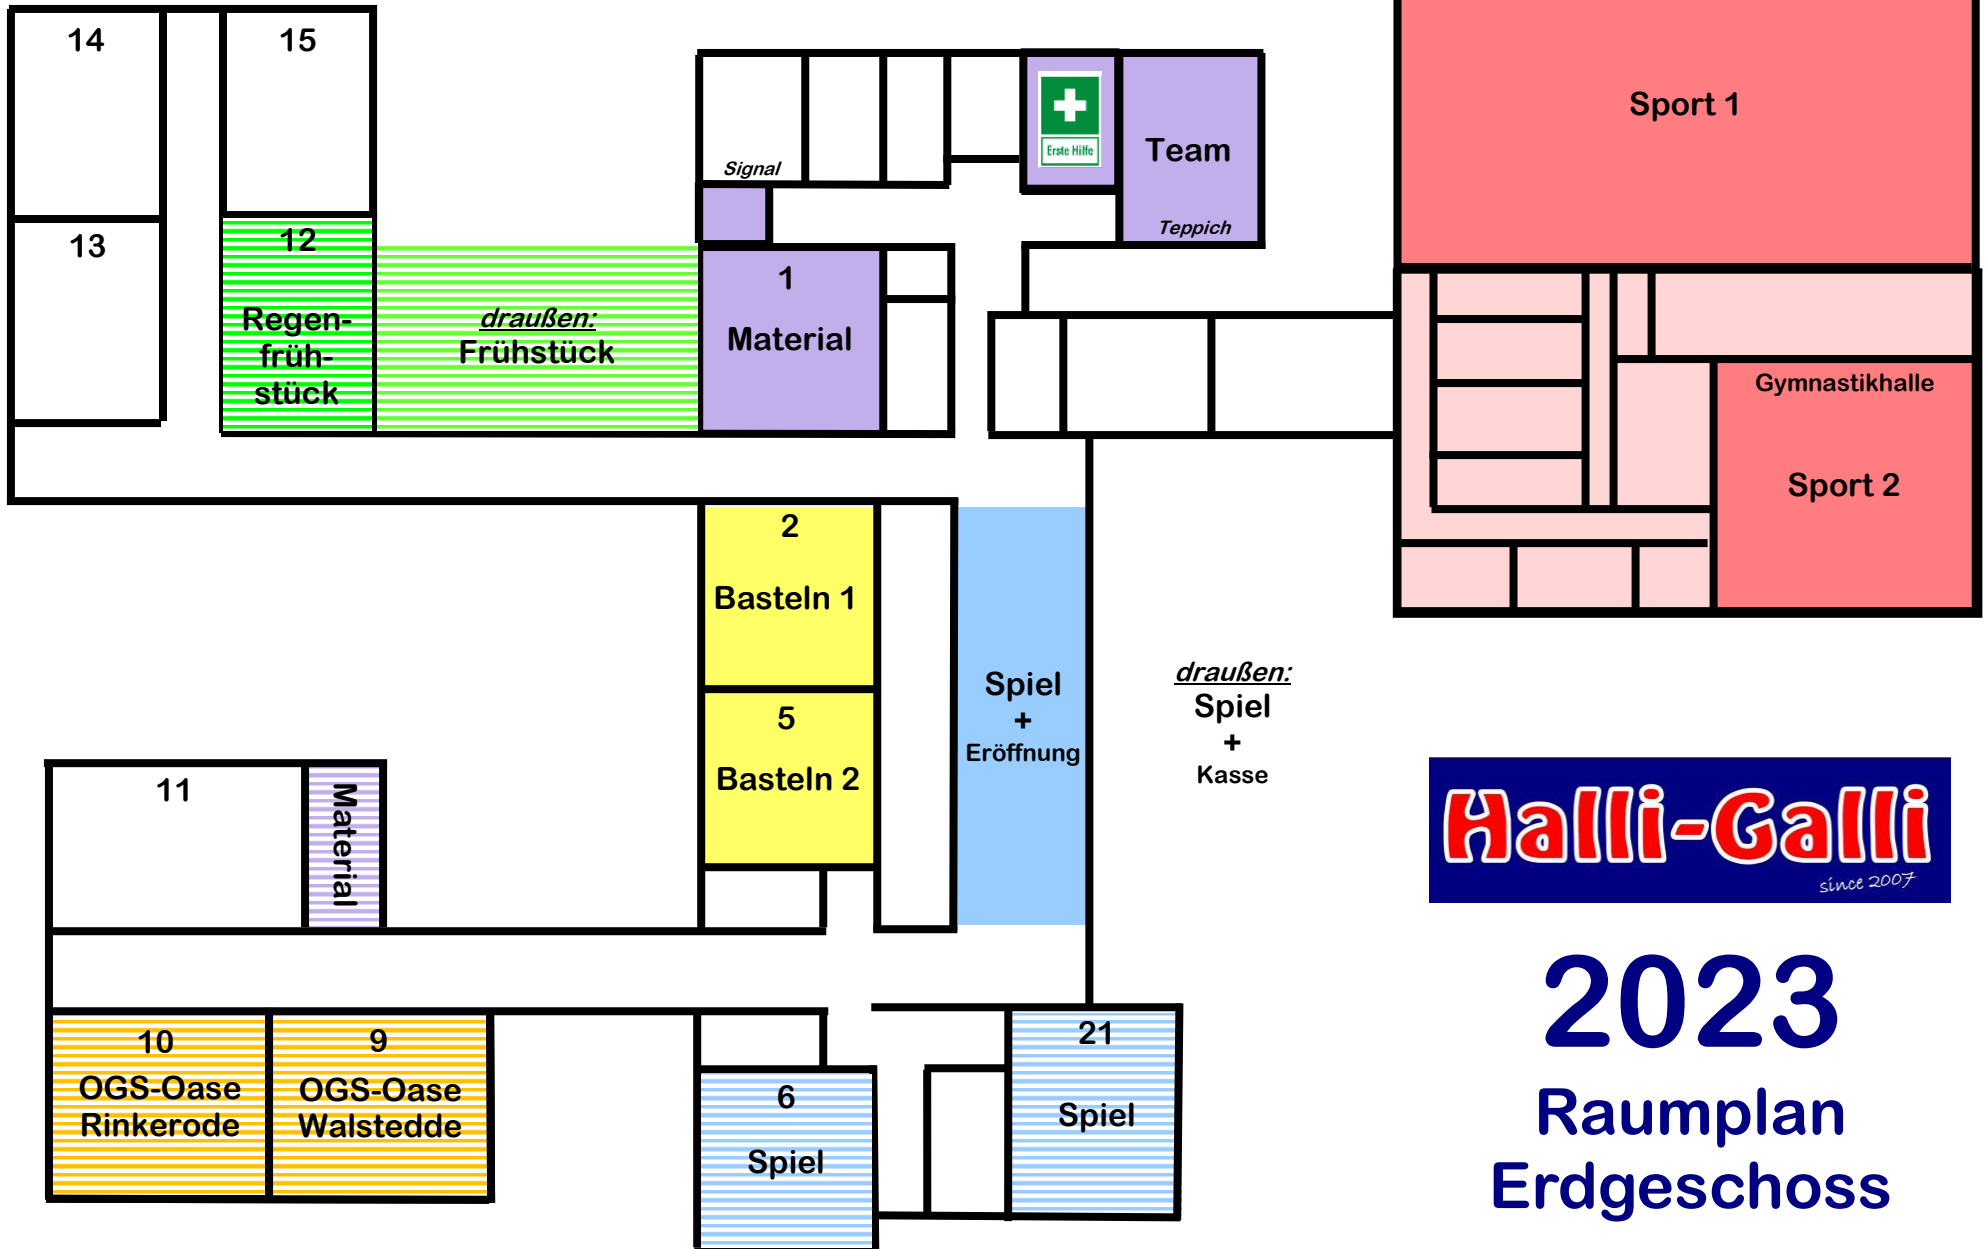 14
15
13
12
Regen-
früh-
stück
draußen:
Frühstück
Signal
1
Material
Erste Hilfe
Team
Teppich
Sport 1
Gymnastikhalle
Sport 2
2
Basteln 1
5
Basteln 2
Spiel
+
Eröffnung
draußen:
Spiel
+
Kasse
11
Material
10
OGS-Oase
Rinkerode
9
OGS-Oase
Walstedde
6
Spiel
21
Spiel
Halli-Galli
since 2007
2023
Raumplan
Erdgeschoss